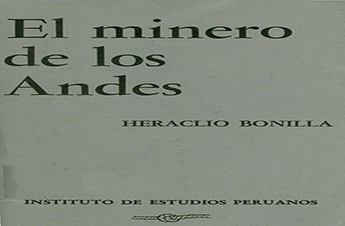 El minero
de los
Andes
HERACLIO BONILLA
INSTITUTO DE ESTUDIOS PERUANOS